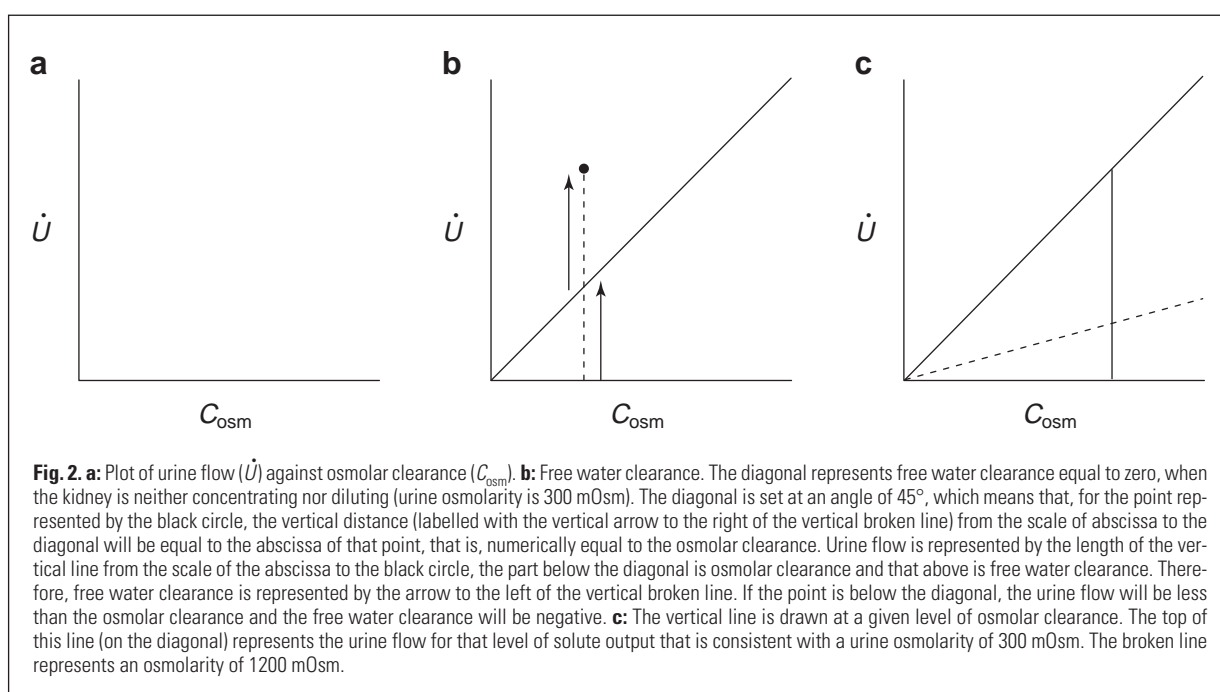 a
b
c
U̇
U̇
U̇
Cosm
Cosm
Cosm
Fig. 2. a: Plot of urine flow (U̇) against osmolar clearance (Cosm). b: Free water clearance. The diagonal represents free water clearance equal to zero, when
the kidney is neither concentrating nor diluting (urine osmolarity is 300 mOsm). The diagonal is set at an angle of 45°, which means that, for the point rep-
resented by the black circle, the vertical distance (labelled with the vertical arrow to the right of the vertical broken line) from the scale of abscissa to the
diagonal will be equal to the abscissa of that point, that is, numerically equal to the osmolar clearance. Urine flow is represented by the length of the ver-
tical line from the scale of the abscissa to the black circle, the part below the diagonal is osmolar clearance and that above is free water clearance. There-
fore, free water clearance is represented by the arrow to the left of the vertical broken line. If the point is below the diagonal, the urine flow will be less
than the osmolar clearance and the free water clearance will be negative. c: The vertical line is drawn at a given level of osmolar clearance. The top of
this line (on the diagonal) represents the urine flow for that level of solute output that is consistent with a urine osmolarity of 300 mOsm. The broken line
represents an osmolarity of 1200 mOsm.